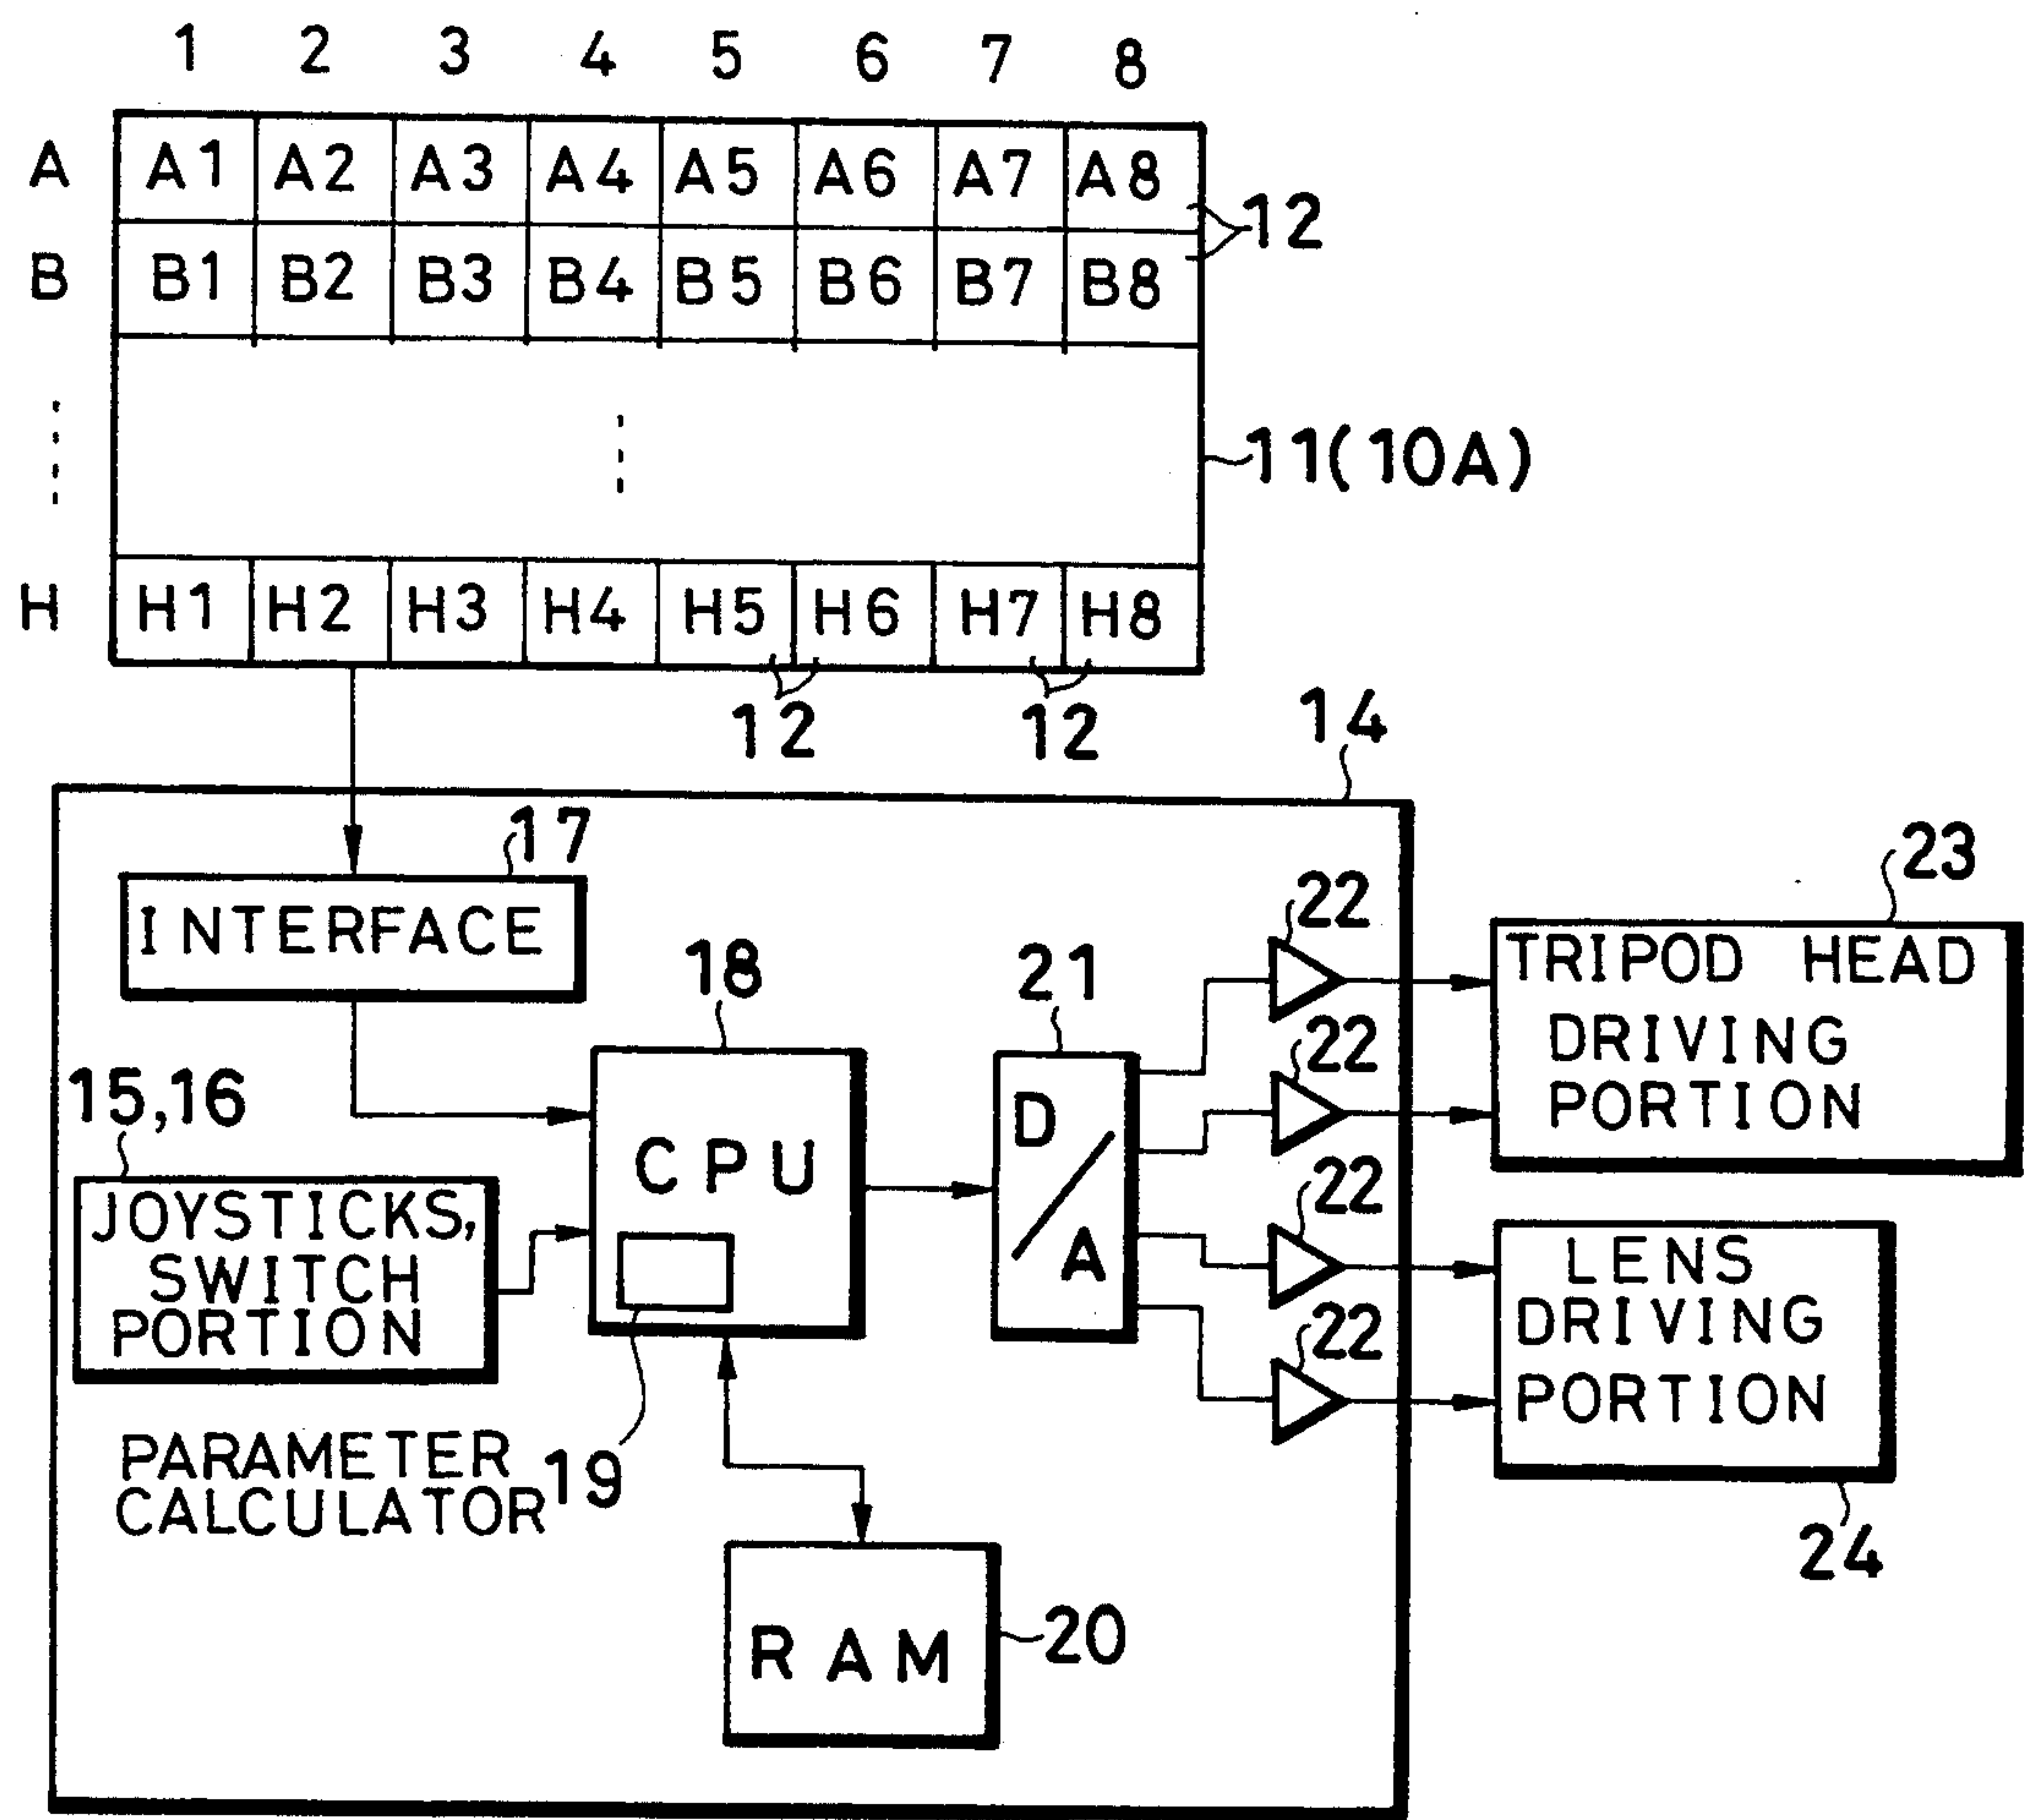 1 2 3 4 5 6 7 8
A A1 A2 A3 A4 A5 A6 A7 A8
12
B B1 B2 B3 B4 B5 B6 B7 B8
11(10A)
H H1 H2 H3 H4 H5 H6 H7 H8
12 12
14
17
INTERFACE
15,16
JOYSTICKS,
SWITCH
PORTION
18
CPU
PARAMETER
CALCULATOR
19
RAM
20
21
D/A
22
22
22
22
23
TRIPOD HEAD
DRIVING
PORTION
LENS
DRIVING
PORTION
24